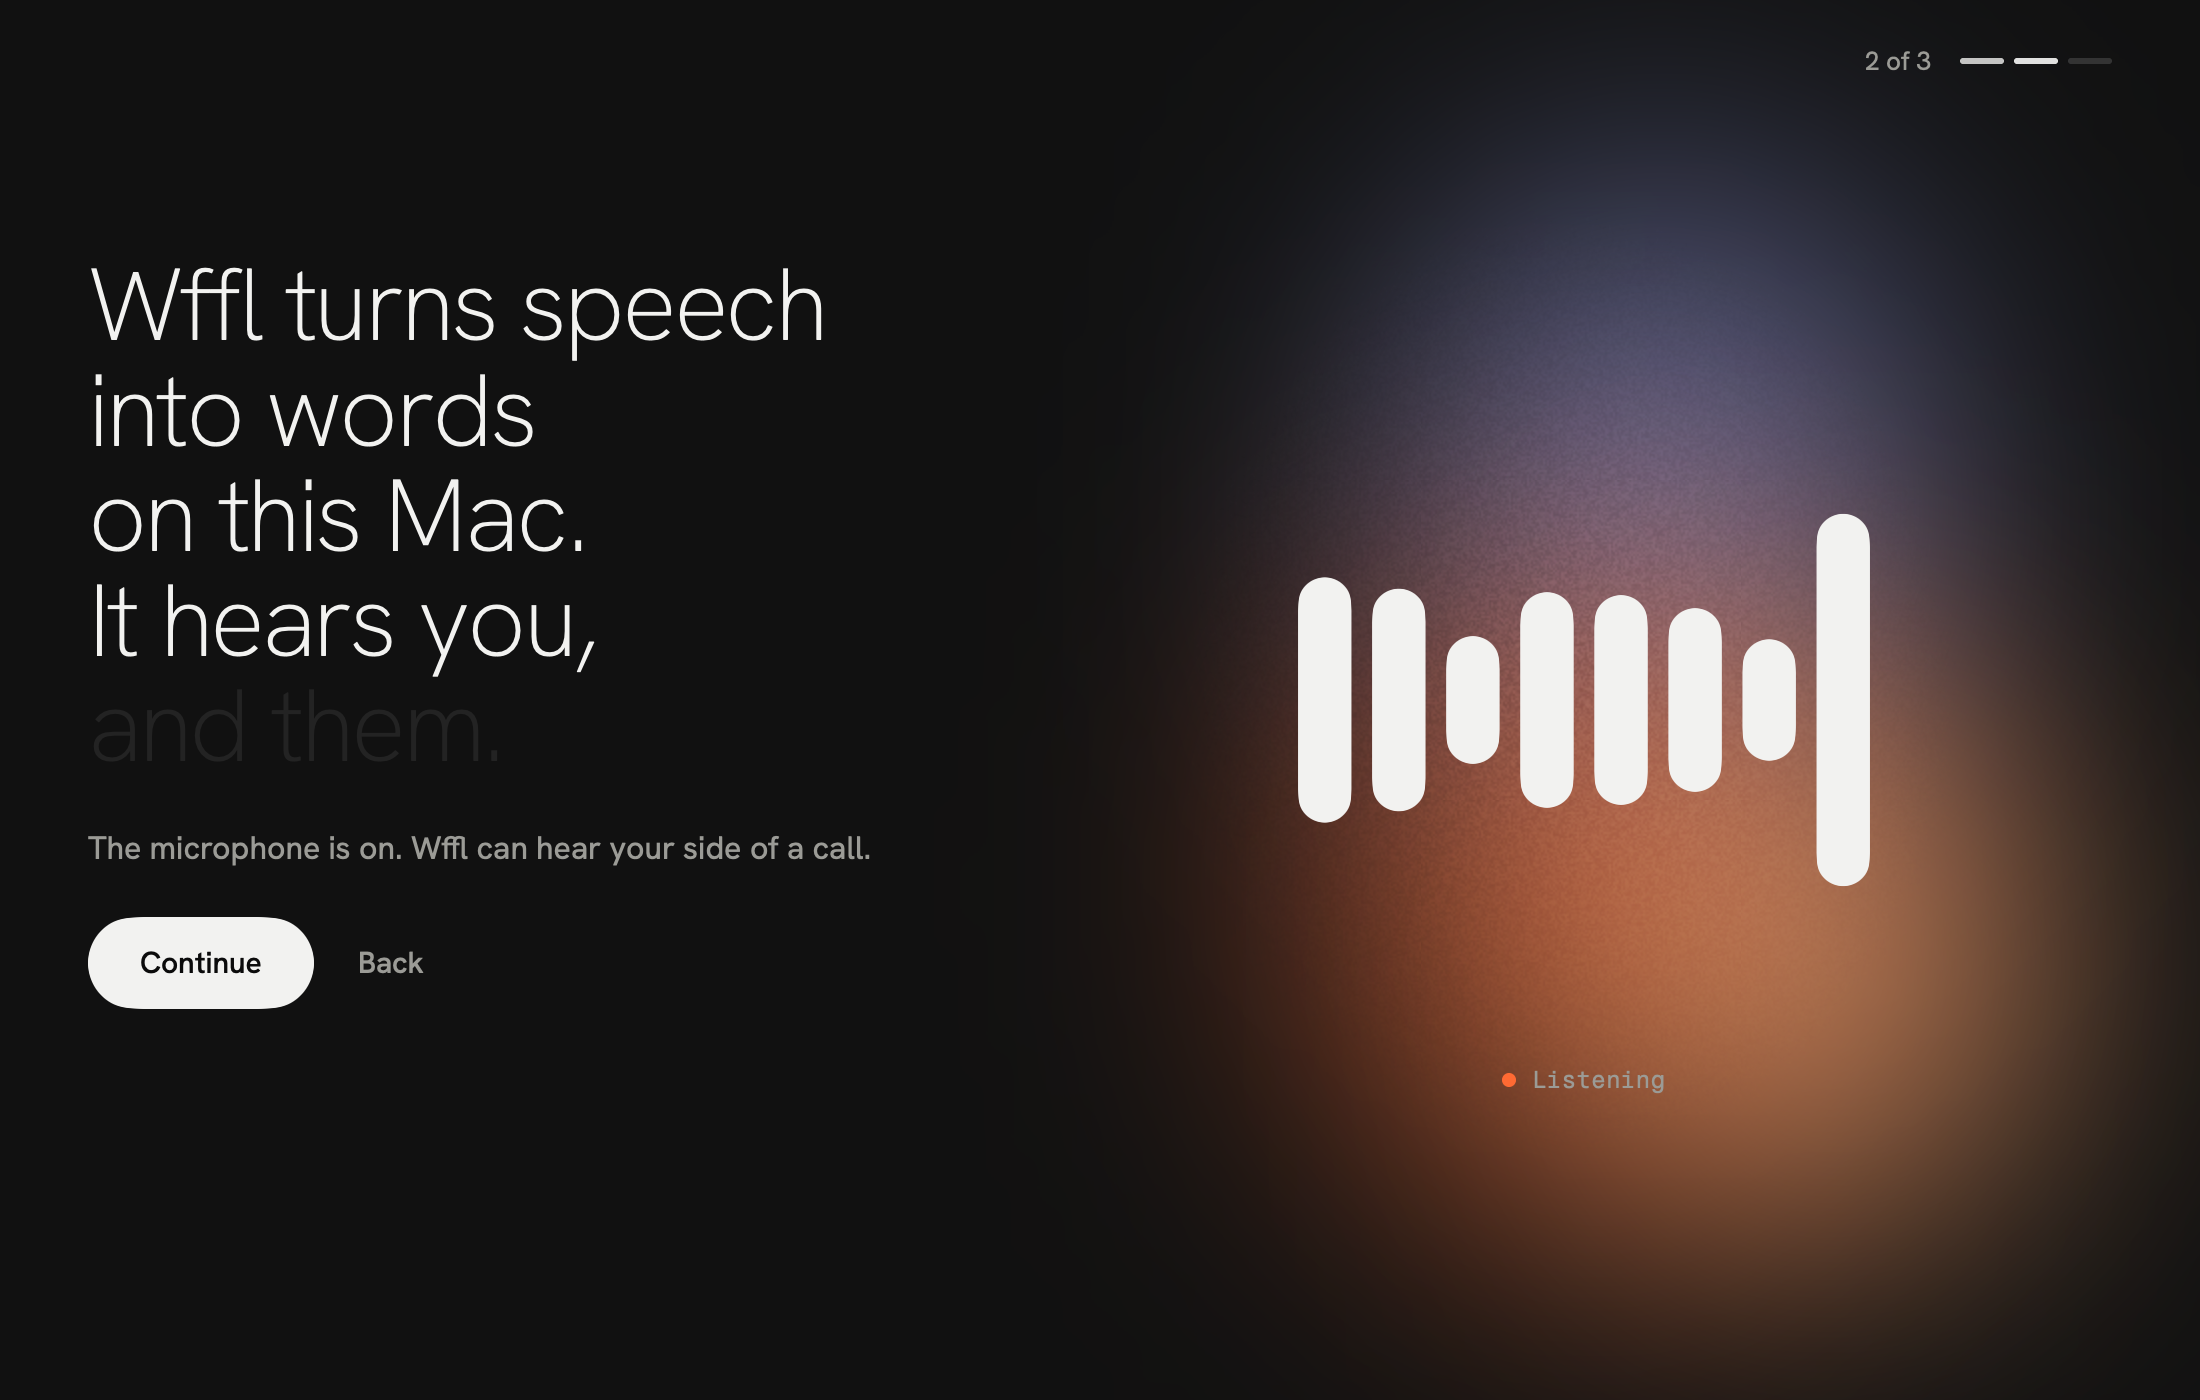 2 of 3
Wffl turns speech
into words
on this Mac.
It hears you,
and them.
The microphone is on. Wffl can hear your side of a call.
Continue
Back
Listening